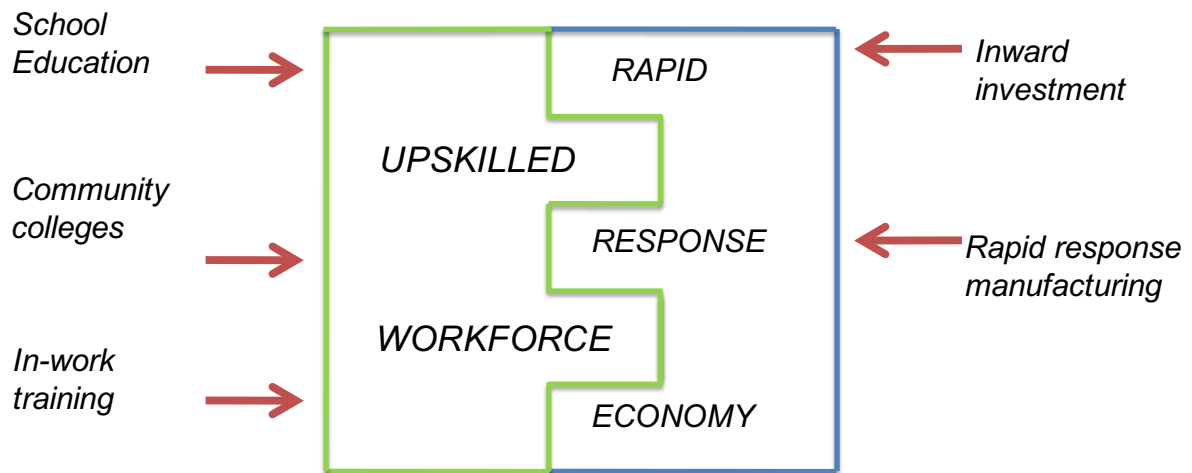 School
Education
Community
colleges
In-work
training
UPSKILLED
WORKFORCE
RAPID
RESPONSE
ECONOMY
Inward
investment
Rapid response
manufacturing